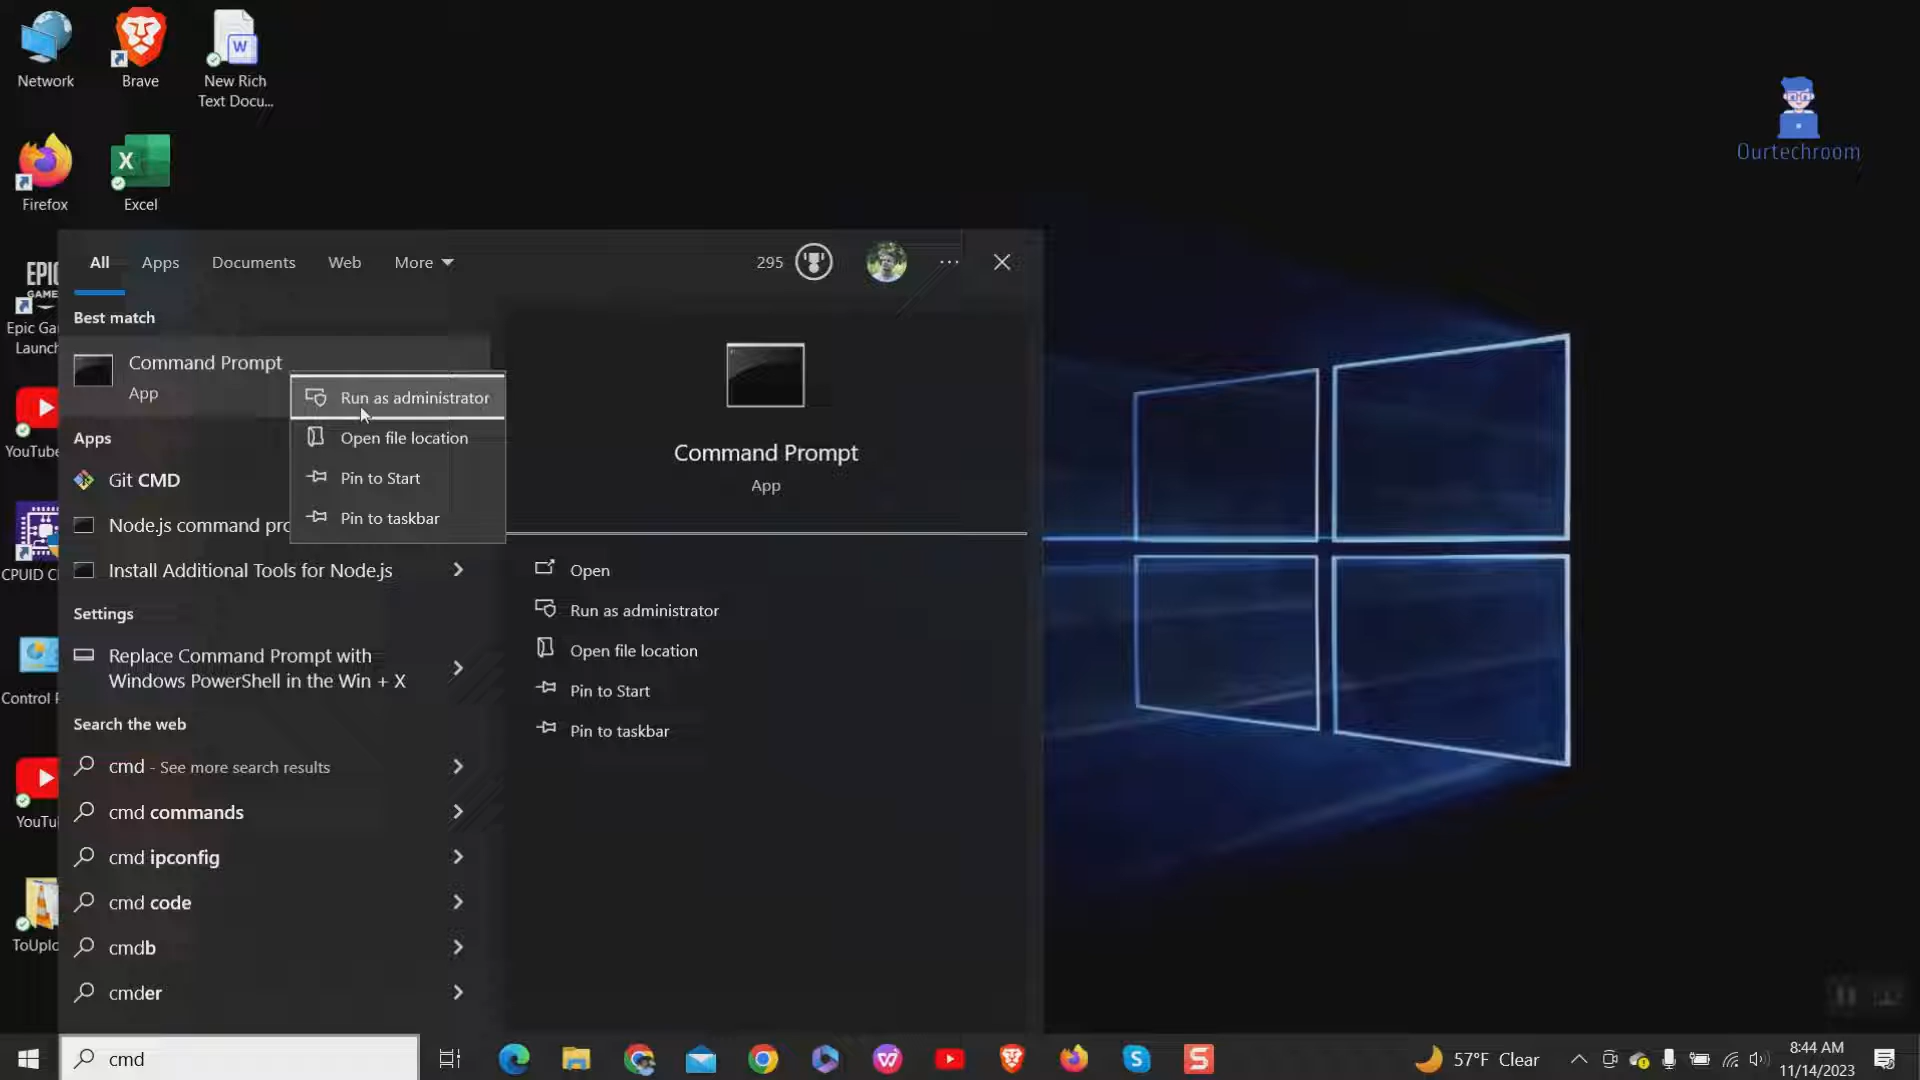 Network
Brave
New Rich
Text Docu...
W
Ourtechroom
Firefox
X
Excel
All
Apps
Documents
Web
More
295
EPIC
GAMES
Epic Ga
Launch
Best match
Command Prompt
App
Run as administrator
Open file location
Pin to Start
Pin to taskbar
Command Prompt
App
YouTube
Apps
Git CMD
Node.js command pro
Install Additional Tools for Node.js
CPUID C
Open
Run as administrator
Open file location
Pin to Start
Pin to taskbar
Settings
Replace Command Prompt with
Windows PowerShell in the Win + X
Control P
Search the web
cmd - See more search results
cmd commands
cmd ipconfig
cmd code
cmdb
cmder
YouTu
ToUplo
cmd
57°F Clear
8:44 AM
11/14/2023